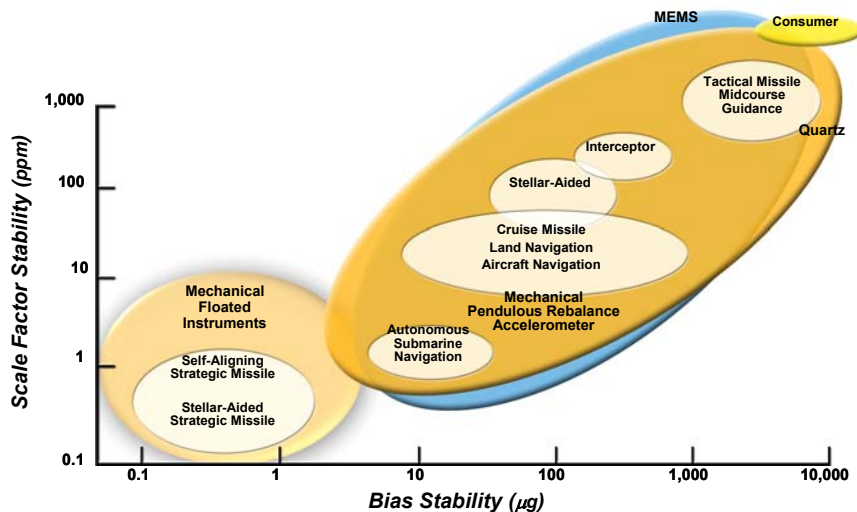 MEMS
Consumer
Tactical Missile
Midcourse
Guidance
Quartz
Interceptor
Stellar-Aided
Cruise Missile
Land Navigation
Aircraft Navigation
Mechanical
Pendulous Rebalance
Accelerometer
Autonomous
Submarine
Navigation
Mechanical
Floated
Instruments
Self-Aligning
Strategic Missile
Stellar-Aided
Strategic Missile
Scale Factor Stability (ppm)
1,000
100
10
1
0.1
0.1
1
10
100
1,000
10,000
Bias Stability (µg)